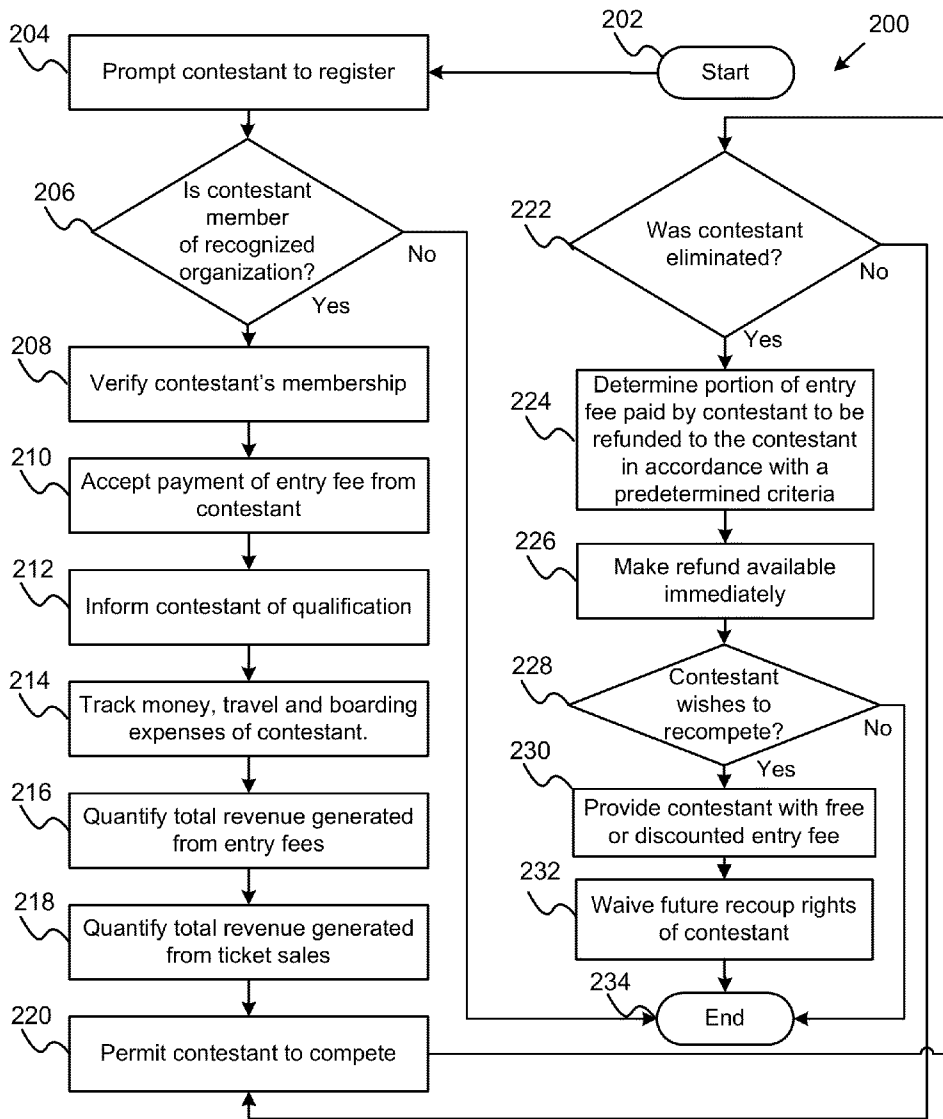 200
202
Start
204
Prompt contestant to register
206
Is contestant
member
of recognized
organization?
No
Yes
208
Verify contestant's membership
210
Accept payment of entry fee from
contestant
212
Inform contestant of qualification
214
Track money, travel and boarding
expenses of contestant.
216
Quantify total revenue generated
from entry fees
218
Quantify total revenue generated
from ticket sales
220
Permit contestant to compete
222
Was contestant
eliminated?
No
Yes
224
Determine portion of entry
fee paid by contestant to be
refunded to the contestant
in accordance with a
predetermined criteria
226
Make refund available
immediately
228
Contestant
wishes to
recompete?
No
Yes
230
Provide contestant with free
or discounted entry fee
232
Waive future recoup rights
of contestant
234
End